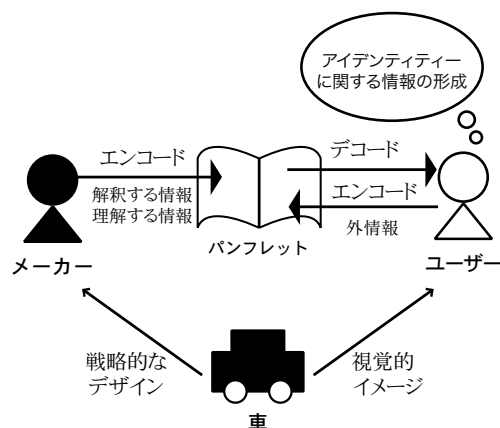 アイデンティティー
に関する情報の形成
エンコード
デコード
解釈する情報
理解する情報
エンコード
外情報
パンフレット
メーカー
ユーザー
戦略的な
デザイン
視覚的
イメージ
車